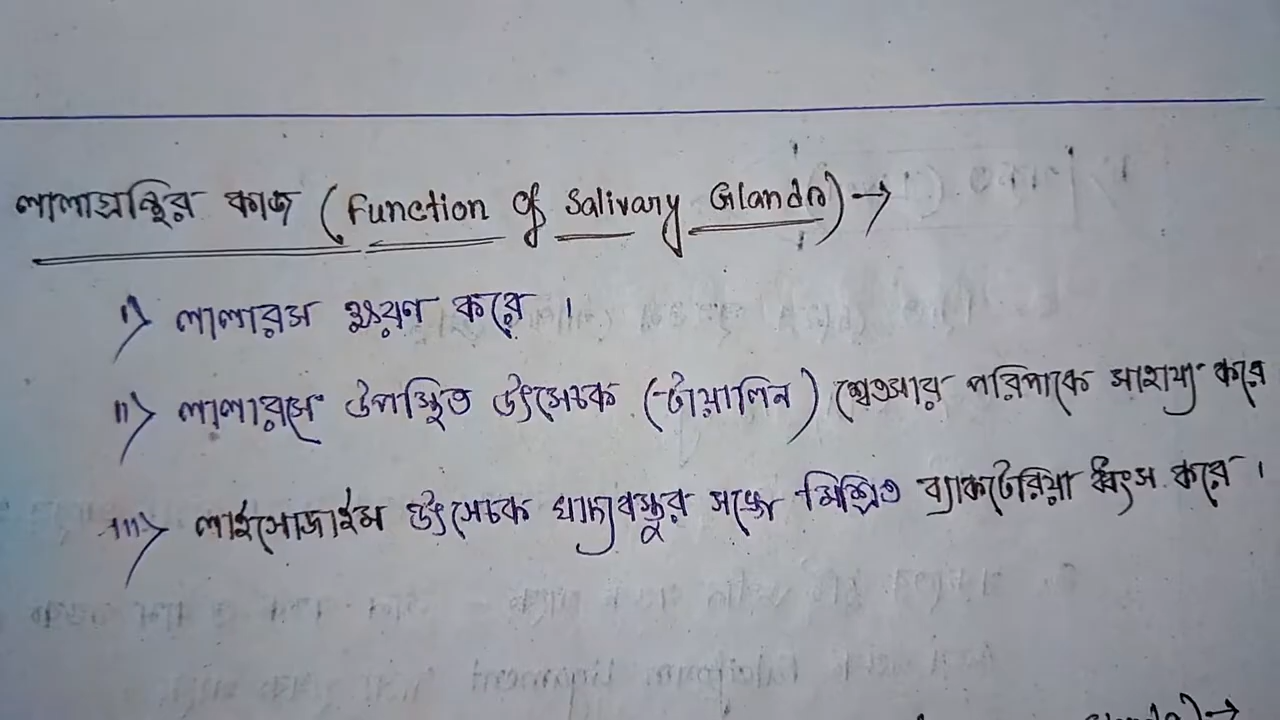 লালাগ্রন্থির কাজ (Function of Salivary Glands) →
i) লালারস ক্ষরণ করে ।
ii) লালারসে উপস্থিত উৎসেচক (টায়ালিন) শ্বেতসার পরিপাকে সাহায্য করে
iii) লাইসোজাইম উৎসেচক খাদ্যবস্তুর সঙ্গে মিশ্রিত ব্যাকটেরিয়া ধ্বংস করে ।
Glands) →